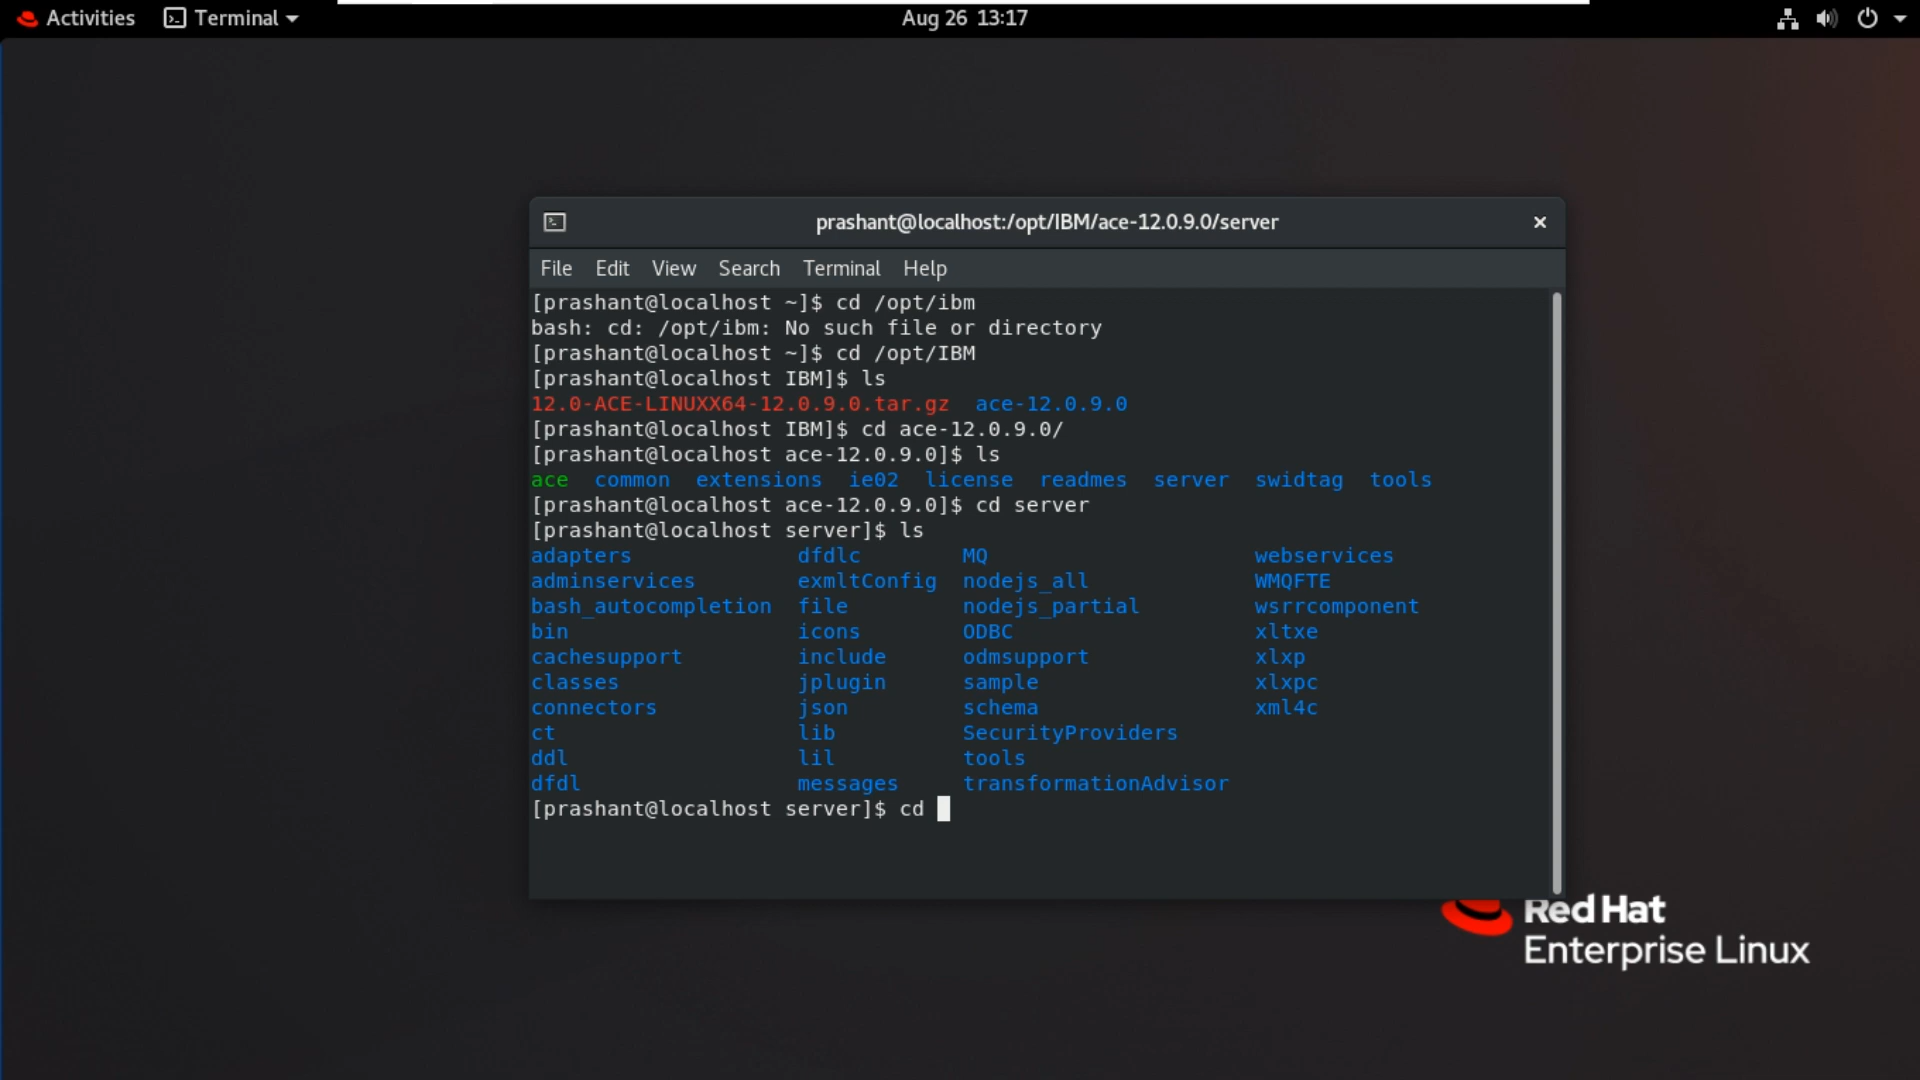 Activities Terminal Aug 26 13:17
prashant@localhost:/opt/IBM/ace-12.0.9.0/server ×
File Edit View Search Terminal Help
[prashant@localhost ~]$ cd /opt/ibm
bash: cd: /opt/ibm: No such file or directory
[prashant@localhost ~]$ cd /opt/IBM
[prashant@localhost IBM]$ ls
12.0-ACE-LINUXX64-12.0.9.0.tar.gz ace-12.0.9.0
[prashant@localhost IBM]$ cd ace-12.0.9.0/
[prashant@localhost ace-12.0.9.0]$ ls
ace common extensions ie02 license readmes server swidtag tools
[prashant@localhost ace-12.0.9.0]$ cd server
[prashant@localhost server]$ ls
adapters dfdlc MQ webservices
adminservices exmltConfig nodejs_all WMQFTE
bash_autocompletion file nodejs_partial wsrrcomponent
bin icons ODBC xltxe
cachesupport include odmsupport xlxp
classes jplugin sample xlxpc
connectors json schema xml4c
ct lib SecurityProviders
ddl lil tools
dfdl messages transformationAdvisor
[prashant@localhost server]$ cd
Red Hat
Enterprise Linux